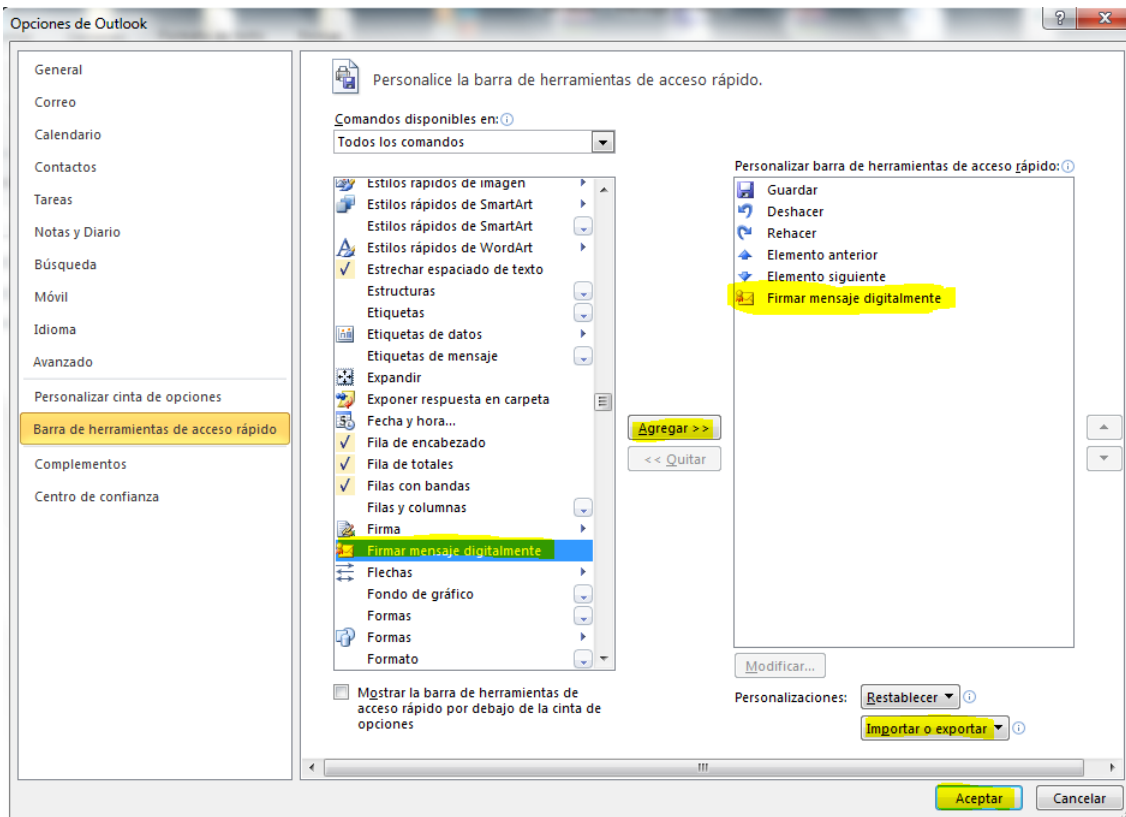 Opciones de Outlook
General
Correo
Calendario
Contactos
Tareas
Notas y Diario
Búsqueda
Móvil
Idioma
Avanzado
Personalizar cinta de opciones
Barra de herramientas de acceso rápido
Complementos
Centro de confianza
Personalice la barra de herramientas de acceso rápido.
Comandos disponibles en:
Todos los comandos
Estilos rápidos de imagen
Estilos rápidos de SmartArt
Estilos rápidos de SmartArt
Estilos rápidos de WordArt
Estrechar espaciado de texto
Estructuras
Etiquetas
Etiquetas de datos
Etiquetas de mensaje
Expandir
Exponer respuesta en carpeta
Fecha y hora...
Fila de encabezado
Fila de totales
Filas con bandas
Filas y columnas
Firma
Firmar mensaje digitalmente
Flechas
Fondo de gráfico
Formas
Formas
Formato
Mostrar la barra de herramientas de
acceso rápido por debajo de la cinta de
opciones
Agregar >>
<< Quitar
Personalizar barra de herramientas de acceso rápido:
Guardar
Deshacer
Rehacer
Elemento anterior
Elemento siguiente
Firmar mensaje digitalmente
Modificar...
Personalizaciones:
Restablecer
Importar o exportar
Aceptar
Cancelar